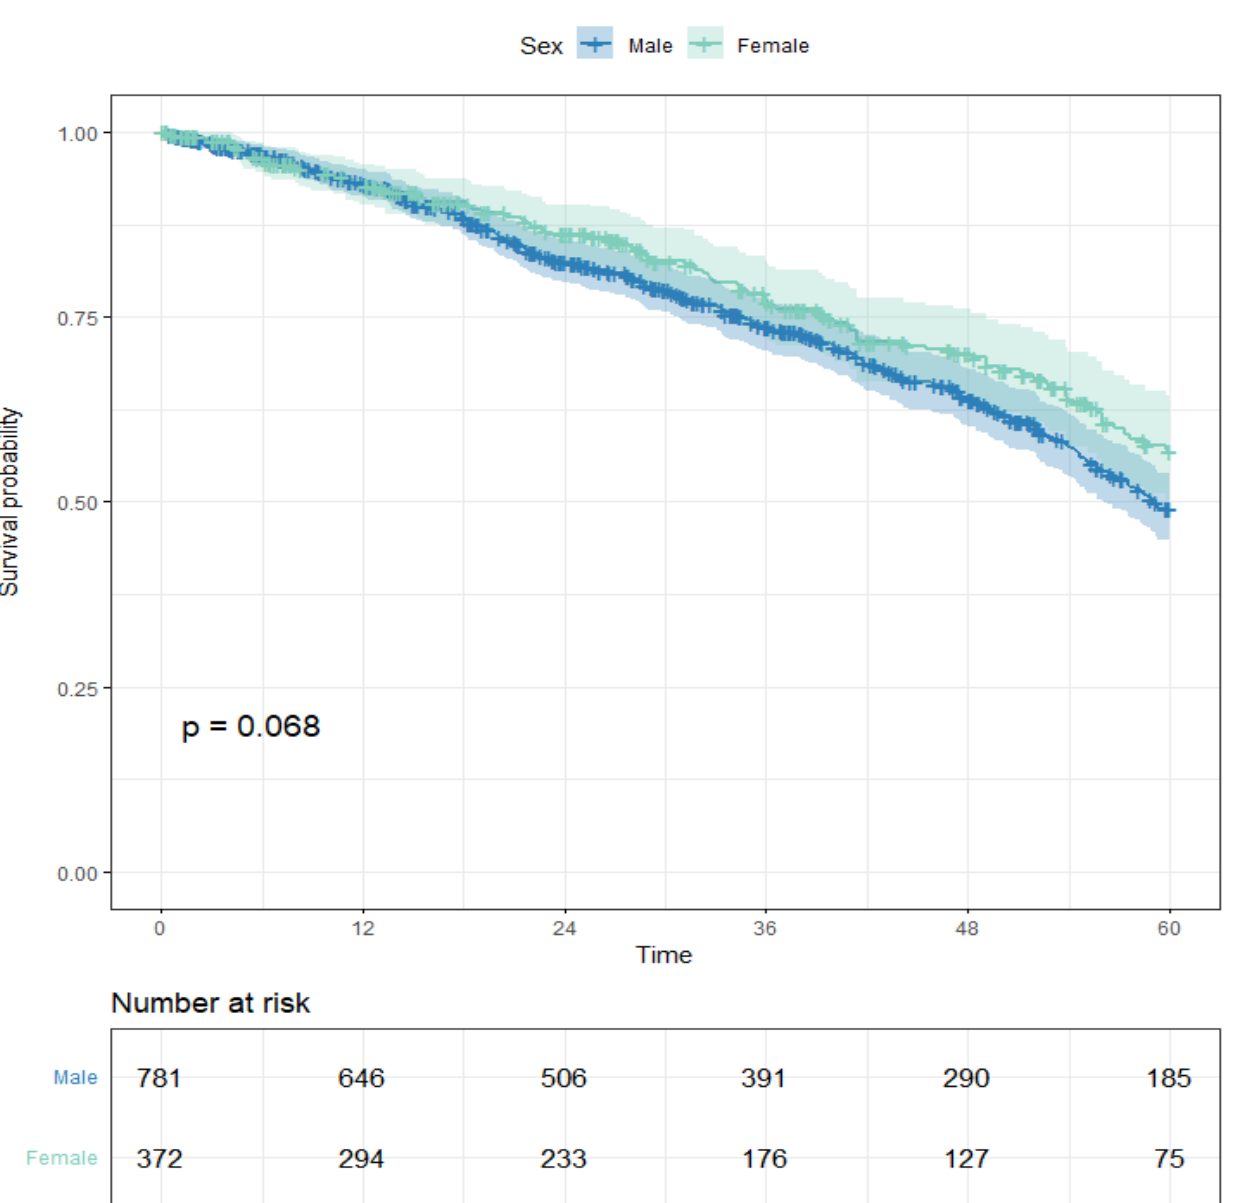 Sex Male Female
Survival probability
1.00
0.75
0.50
0.25
p = 0.068
0.00
0 12 24 36 48 60
Time
Number at risk
Male 781 646 506 391 290 185
Female 372 294 233 176 127 75